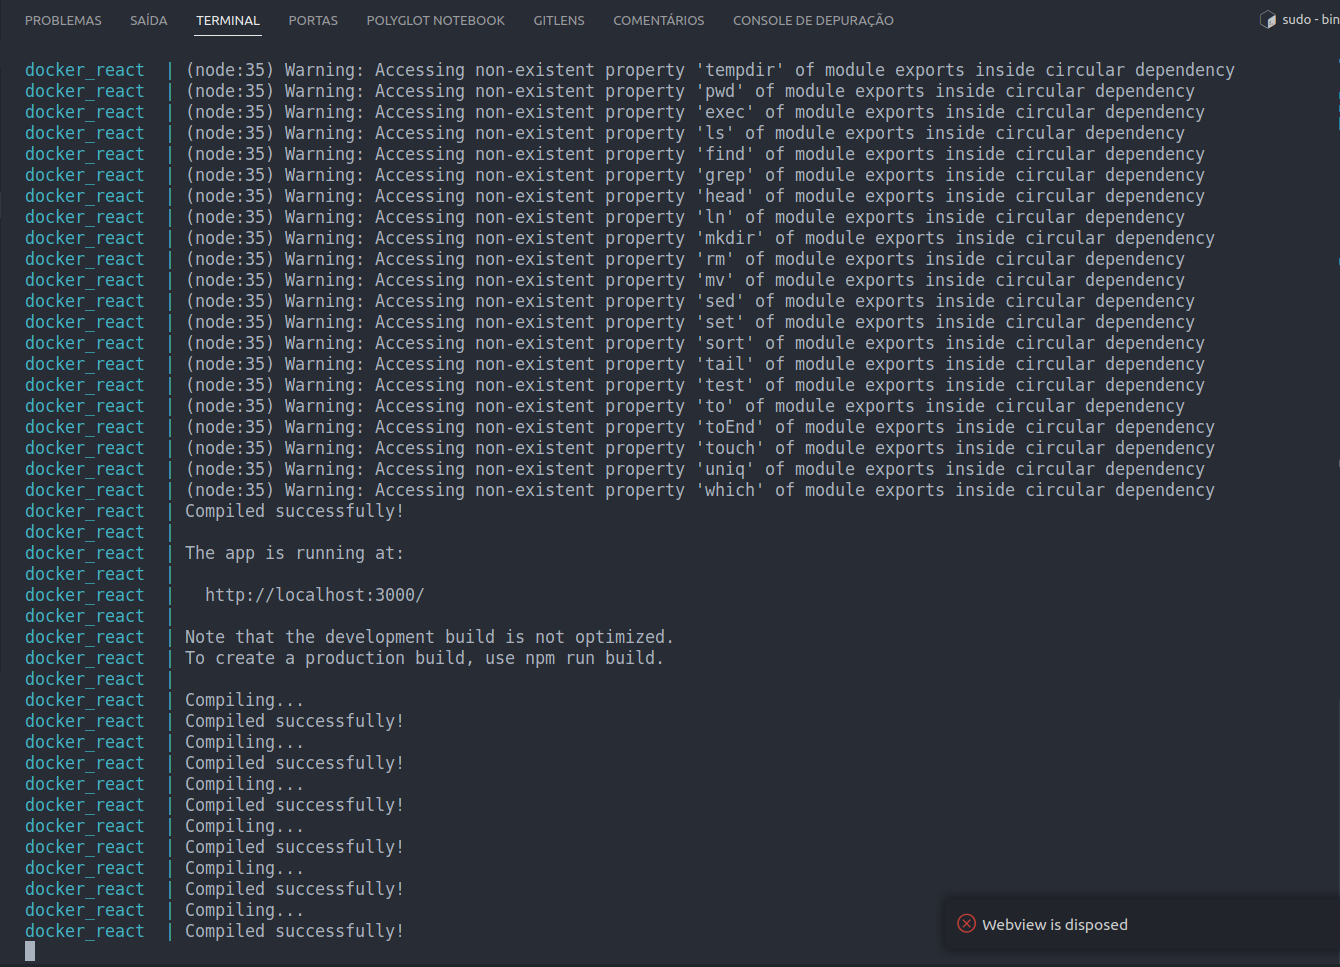 PROBLEMAS SAÍDA TERMINAL PORTAS POLYGLOT NOTEBOOK GITLENS COMENTÁRIOS CONSOLE DE DEPURAÇÃO sudo - bin
docker_react | (node:35) Warning: Accessing non-existent property 'tempdir' of module exports inside circular dependency
docker_react | (node:35) Warning: Accessing non-existent property 'pwd' of module exports inside circular dependency
docker_react | (node:35) Warning: Accessing non-existent property 'exec' of module exports inside circular dependency
docker_react | (node:35) Warning: Accessing non-existent property 'ls' of module exports inside circular dependency
docker_react | (node:35) Warning: Accessing non-existent property 'find' of module exports inside circular dependency
docker_react | (node:35) Warning: Accessing non-existent property 'grep' of module exports inside circular dependency
docker_react | (node:35) Warning: Accessing non-existent property 'head' of module exports inside circular dependency
docker_react | (node:35) Warning: Accessing non-existent property 'ln' of module exports inside circular dependency
docker_react | (node:35) Warning: Accessing non-existent property 'mkdir' of module exports inside circular dependency
docker_react | (node:35) Warning: Accessing non-existent property 'rm' of module exports inside circular dependency
docker_react | (node:35) Warning: Accessing non-existent property 'mv' of module exports inside circular dependency
docker_react | (node:35) Warning: Accessing non-existent property 'sed' of module exports inside circular dependency
docker_react | (node:35) Warning: Accessing non-existent property 'set' of module exports inside circular dependency
docker_react | (node:35) Warning: Accessing non-existent property 'sort' of module exports inside circular dependency
docker_react | (node:35) Warning: Accessing non-existent property 'tail' of module exports inside circular dependency
docker_react | (node:35) Warning: Accessing non-existent property 'test' of module exports inside circular dependency
docker_react | (node:35) Warning: Accessing non-existent property 'to' of module exports inside circular dependency
docker_react | (node:35) Warning: Accessing non-existent property 'toEnd' of module exports inside circular dependency
docker_react | (node:35) Warning: Accessing non-existent property 'touch' of module exports inside circular dependency
docker_react | (node:35) Warning: Accessing non-existent property 'uniq' of module exports inside circular dependency
docker_react | (node:35) Warning: Accessing non-existent property 'which' of module exports inside circular dependency
docker_react | Compiled successfully!
docker_react |
docker_react | The app is running at:
docker_react |
docker_react |   http://localhost:3000/
docker_react |
docker_react | Note that the development build is not optimized.
docker_react | To create a production build, use npm run build.
docker_react |
docker_react | Compiling...
docker_react | Compiled successfully!
docker_react | Compiling...
docker_react | Compiled successfully!
docker_react | Compiling...
docker_react | Compiled successfully!
docker_react | Compiling...
docker_react | Compiled successfully!
docker_react | Compiling...
docker_react | Compiled successfully!
docker_react | Compiling...
docker_react | Compiled successfully!
Webview is disposed